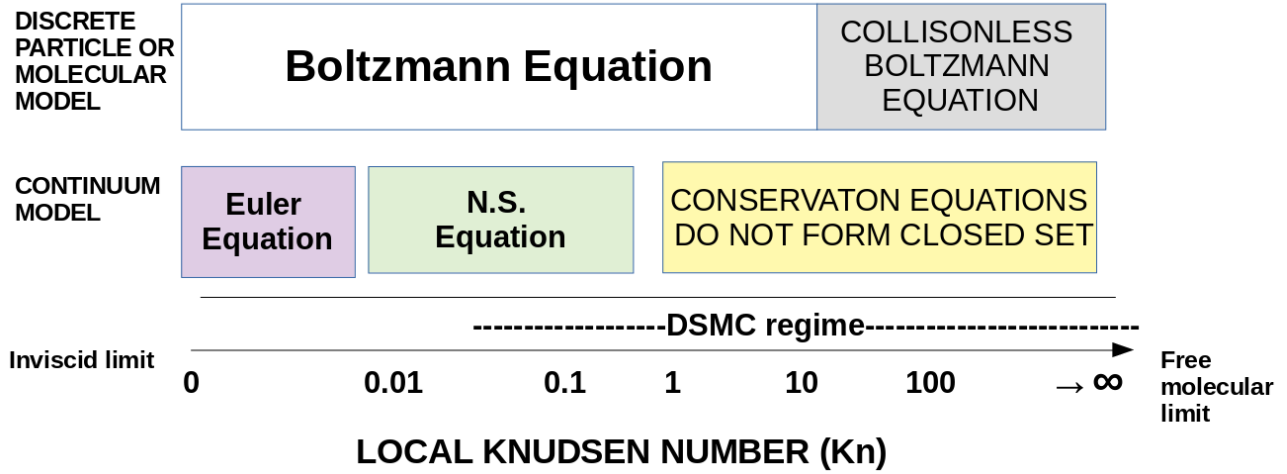 DISCRETE
PARTICLE OR
MOLECULAR
MODEL
Boltzmann Equation
COLLISONLESS
BOLTZMANN
EQUATION
CONTINUUM
MODEL
Euler
Equation
N.S.
Equation
CONSERVATON EQUATIONS
DO NOT FORM CLOSED SET
-------------------DSMC regime---------------------------
Inviscid limit
0
0.01
0.1
1
10
100
→ ∞
Free
molecular
limit
LOCAL KNUDSEN NUMBER (Kn)